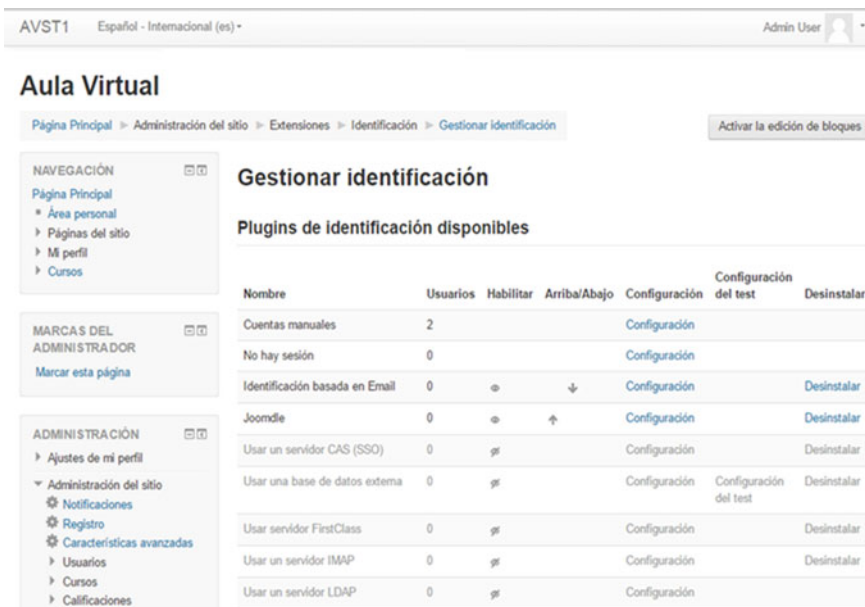 AVST1 Español - Internacional (es) Admin User
Aula Virtual
Página Principal Administración del sitio Extensiones Identificación Gestionar identificación
Activar la edición de bloques
NAVEGACIÓN
Página Principal
Área personal
Páginas del sitio
Mi perfil
Cursos
MARCAS DEL
ADMINISTRADOR
Marcar esta página
ADMINISTRACIÓN
Ajustes de mi perfil
Administración del sitio
Notificaciones
Registro
Características avanzadas
Usuarios
Cursos
Calificaciones
Gestionar identificación
Plugins de identificación disponibles
Nombre Usuarios Habilitar Arriba/Abajo Configuración Configuración del test Desinstalar
Cuentas manuales 2 Configuración
No hay sesión 0 Configuración
Identificación basada en Email 0 Configuración Desinstalar
Joomdle 0 Configuración Desinstalar
Usar un servidor CAS (SSO) 0 Configuración Desinstalar
Usar una base de datos externa 0 Configuración Configuración del test Desinstalar
Usar servidor FirstClass 0 Configuración Desinstalar
Usar un servidor IMAP 0 Configuración Desinstalar
Usar un servidor LDAP 0 Configuración